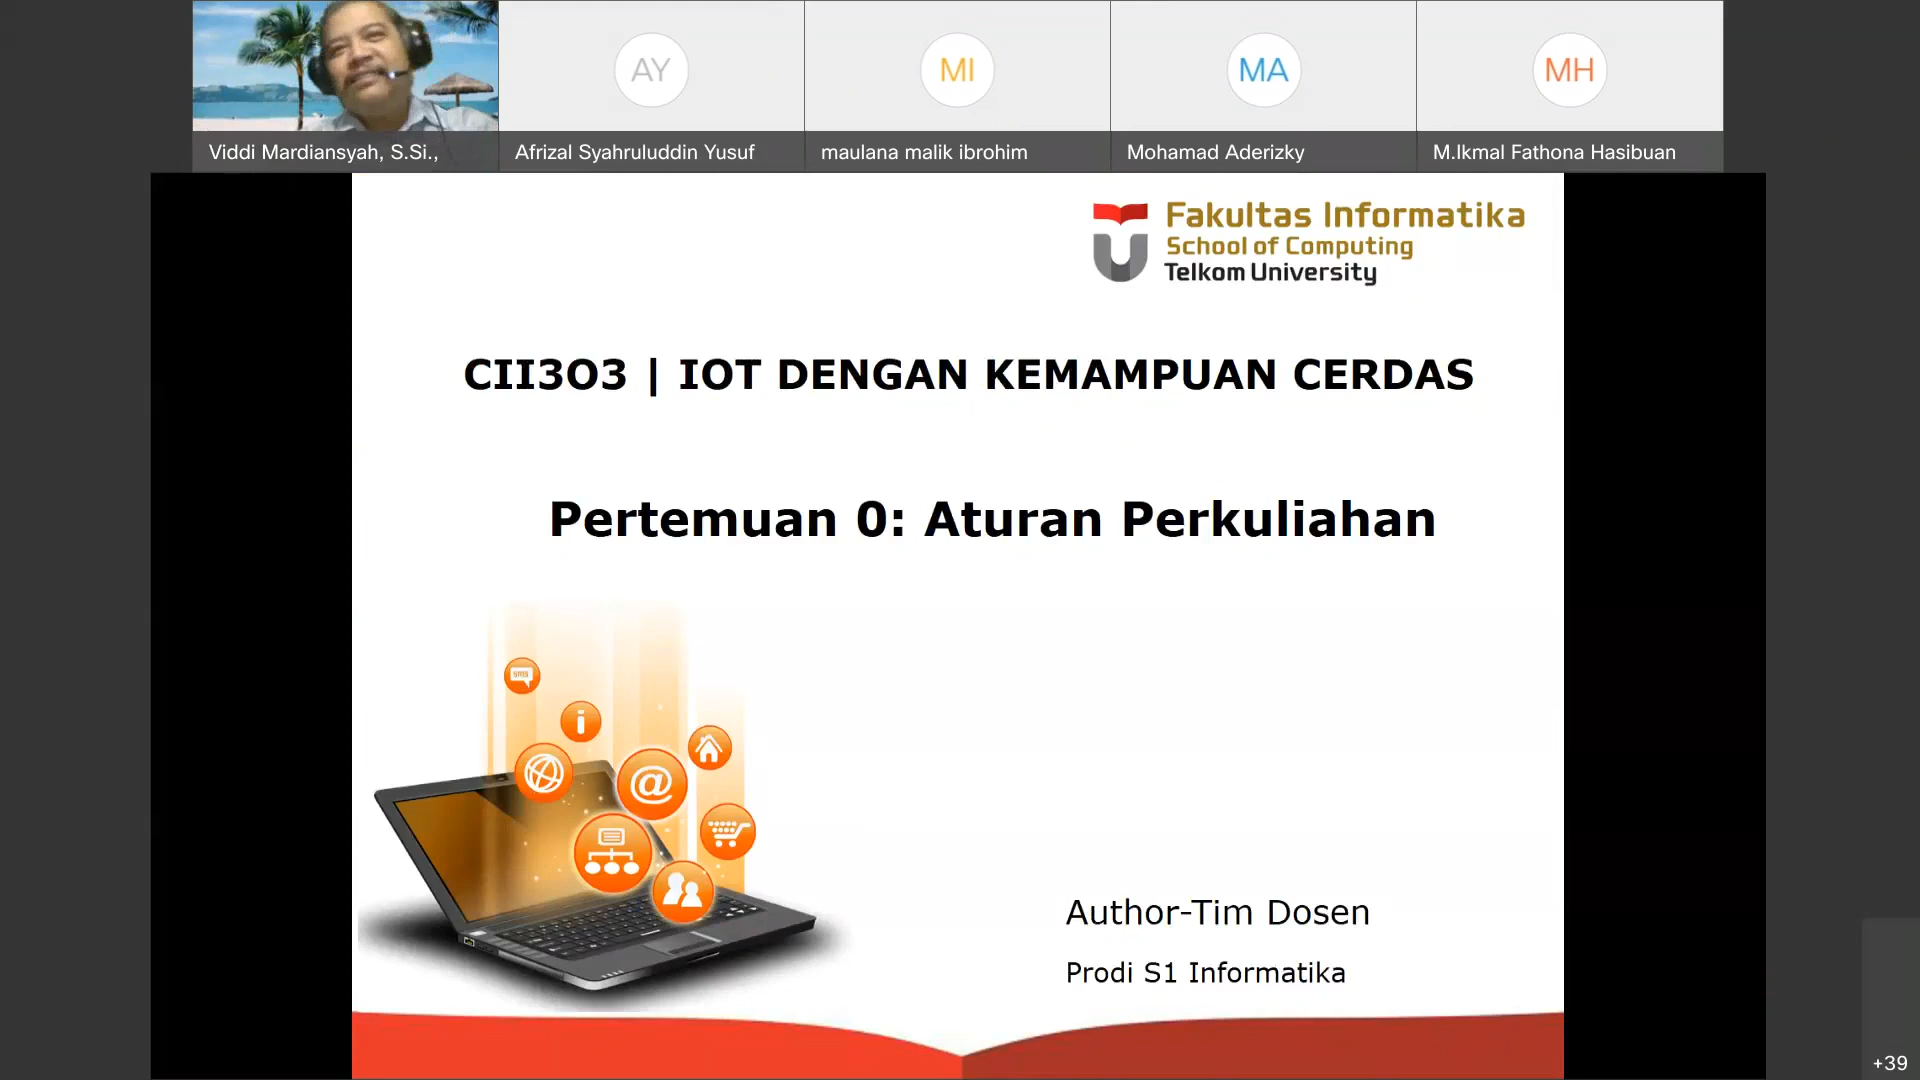 AY
MI
MA
MH
Viddi Mardiansyah, S.Si.,
Afrizal Syahruluddin Yusuf
maulana malik ibrohim
Mohamad Aderizky
M.Ikmal Fathona Hasibuan
Fakultas Informatika
School of Computing
Telkom University
CII3O3 | IOT DENGAN KEMAMPUAN CERDAS
Pertemuan 0: Aturan Perkuliahan
sms
i
@
Author-Tim Dosen
Prodi S1 Informatika
+39